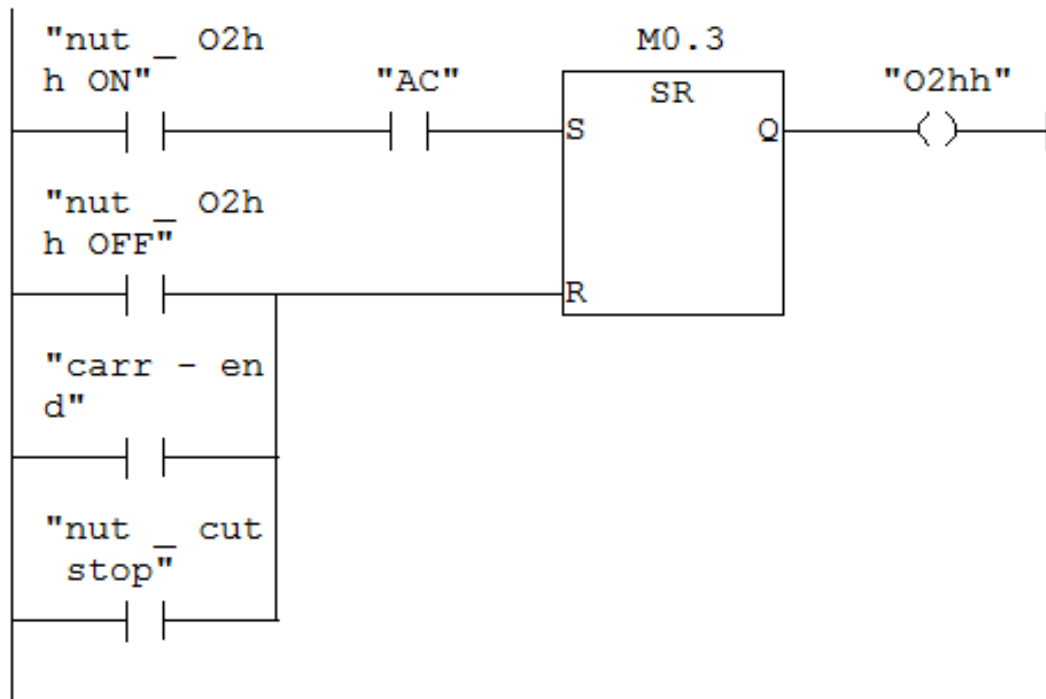 "nut _ O2h
h ON"
"AC"
M0.3
SR
S
Q
"O2hh"
"nut _ O2h
h OFF"
R
"carr - en
d"
"nut _ cut
stop"